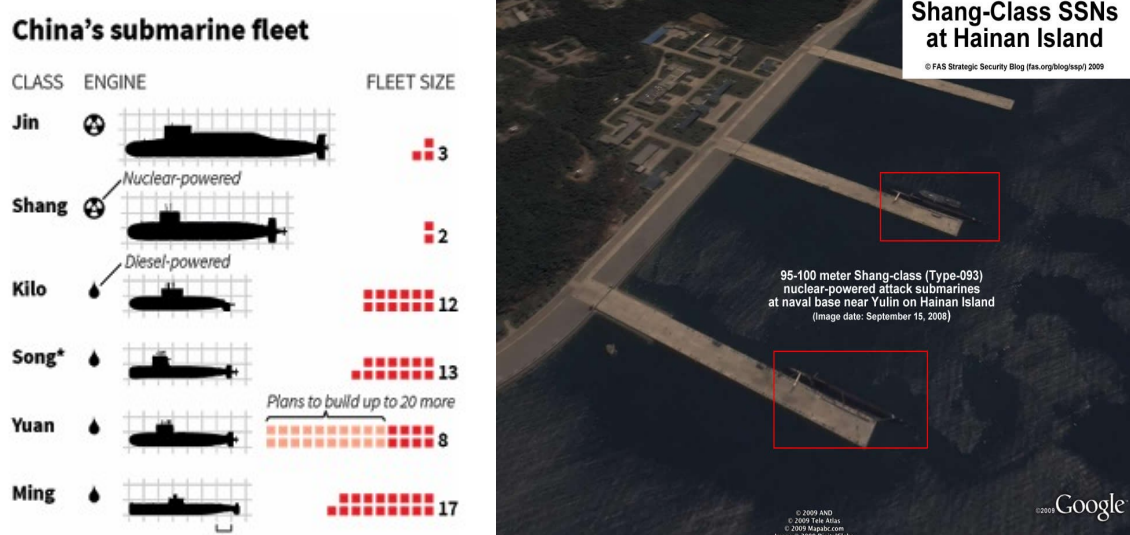 China's submarine fleet
CLASS ENGINE FLEET SIZE
Jin
3
Nuclear-powered
Shang
2
Diesel-powered
Kilo
12
Song*
13
Plans to build up to 20 more
Yuan
8
Ming
17
Shang-Class SSNs
at Hainan Island
© FAS Strategic Security Blog (fas.org/blog/ssp/) 2009
95-100 meter Shang-class (Type-093)
nuclear-powered attack submarines
at naval base near Yulin on Hainan Island
(Image date: September 15, 2008)
© 2009 AND
© 2009 Tele Atlas
© 2009 Mapabc.com
©2009 Google